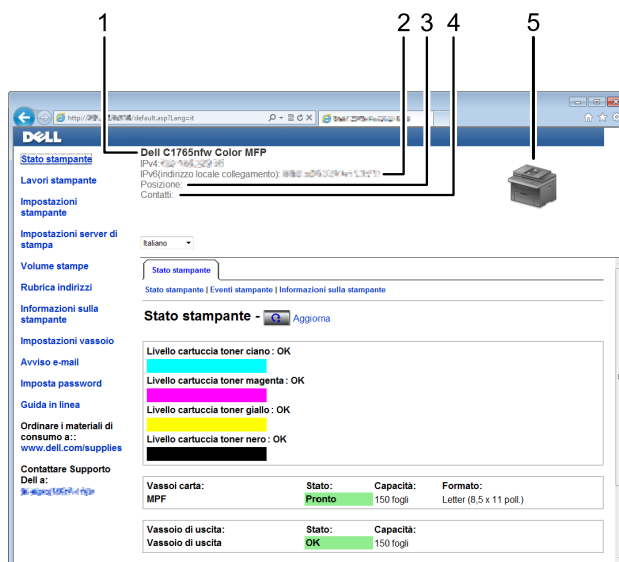 1 2 3 4 5
http:// /default.asp?Lang=it
DELL
Stato stampante
Lavori stampante
Impostazioni
stampante
Impostazioni server di
stampa
Volume stampe
Rubrica indirizzi
Informazioni sulla
stampante
Impostazioni vassoio
Avviso e-mail
Imposta password
Guida in linea
Ordinare i materiali di
consumo a::
www.dell.com/supplies
Contattare Supporto
Dell a:
Dell C1765nfw Color MFP
IPv4:
IPv6(indirizzo locale collegamento):
Posizione:
Contatti:
Italiano
Stato stampante
Stato stampante | Eventi stampante | Informazioni sulla stampante
Stato stampante - Aggiorna
Livello cartuccia toner ciano : OK
Livello cartuccia toner magenta : OK
Livello cartuccia toner giallo : OK
Livello cartuccia toner nero : OK
Vassoi carta: Stato: Capacità: Formato:
MPF Pronto 150 fogli Letter (8,5 x 11 poll.)
Vassoio di uscita: Stato: Capacità:
Vassoio di uscita OK 150 fogli